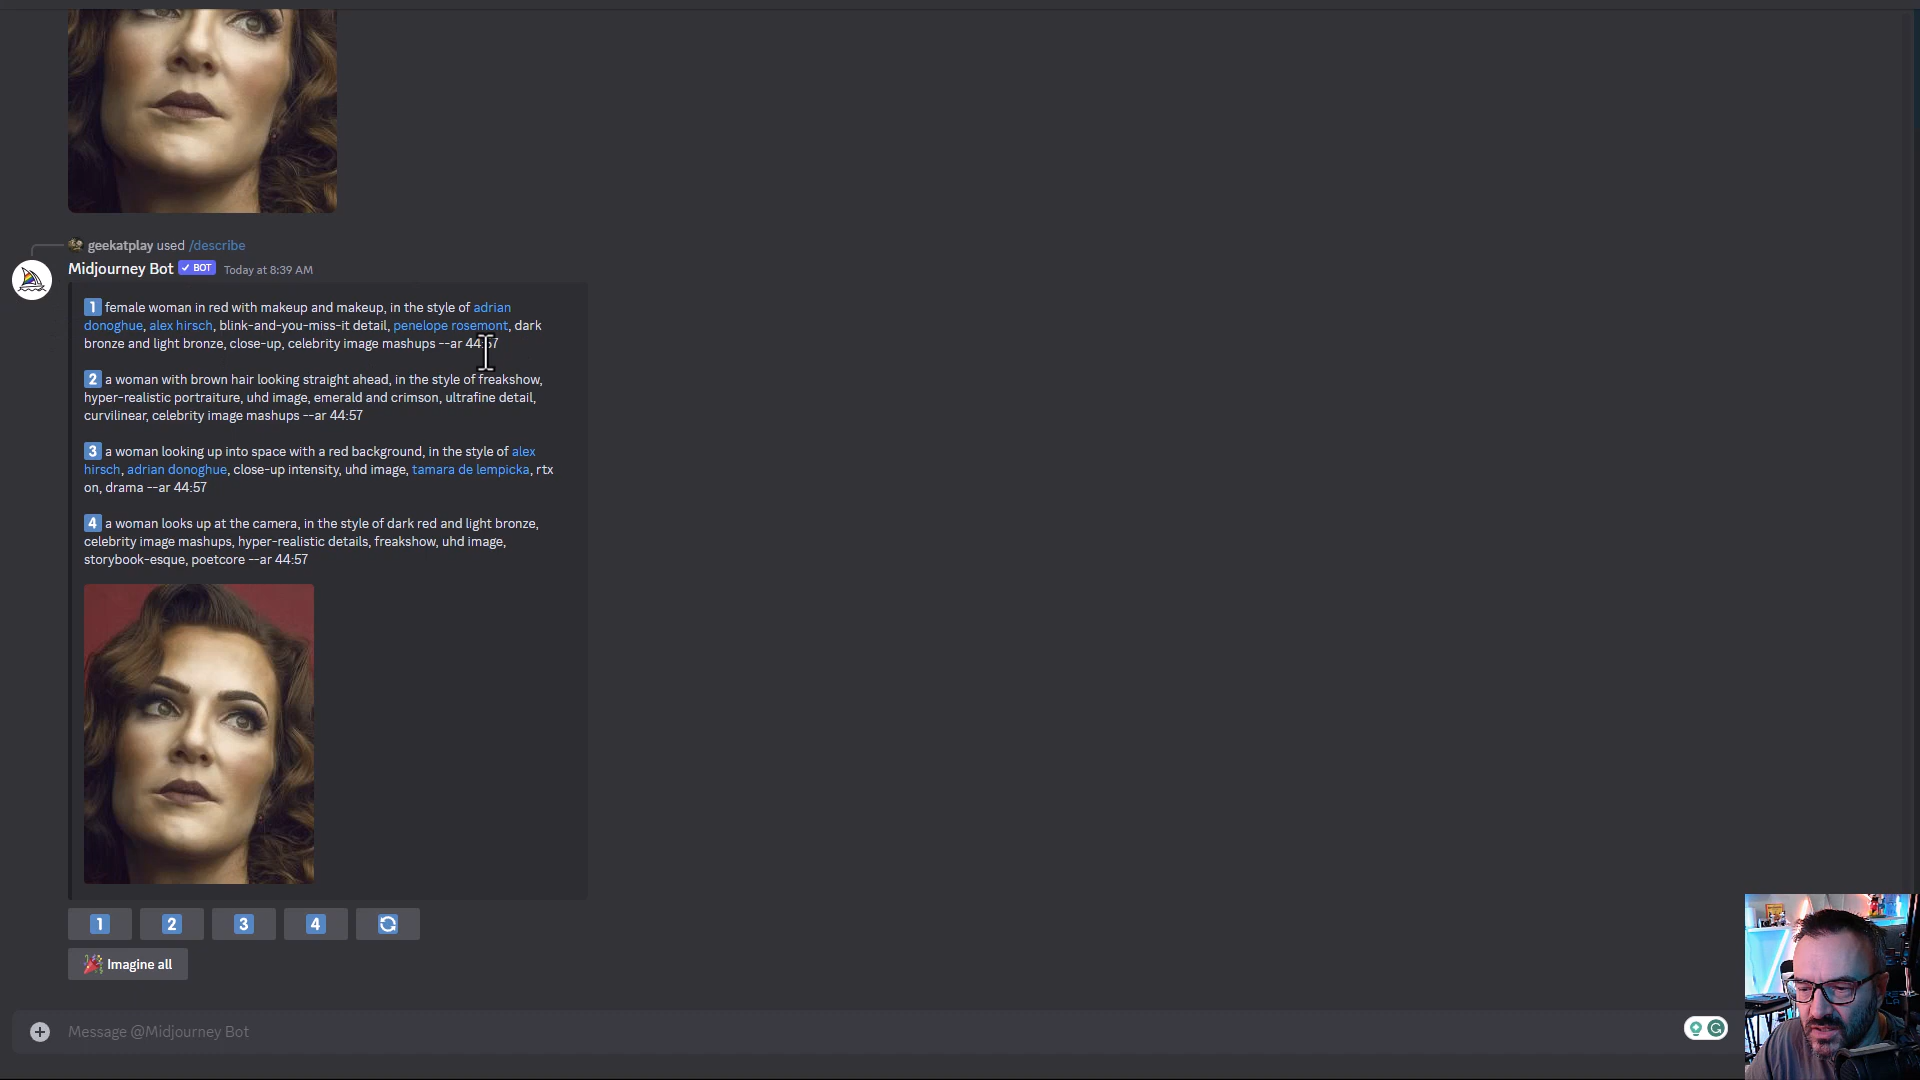 geekatplay used /describe
Midjourney Bot ✓ BOT Today at 8:39 AM
1 female woman in red with makeup and makeup, in the style of adrian
donoghue, alex hirsch, blink-and-you-miss-it detail, penelope rosemont, dark
bronze and light bronze, close-up, celebrity image mashups --ar 44:57
2 a woman with brown hair looking straight ahead, in the style of freakshow,
hyper-realistic portraiture, uhd image, emerald and crimson, ultrafine detail,
curvilinear, celebrity image mashups --ar 44:57
3 a woman looking up into space with a red background, in the style of alex
hirsch, adrian donoghue, close-up intensity, uhd image, tamara de lempicka, rtx
on, drama --ar 44:57
4 a woman looks up at the camera, in the style of dark red and light bronze,
celebrity image mashups, hyper-realistic details, freakshow, uhd image,
storybook-esque, poetcore --ar 44:57
1 2 3 4
Imagine all
Message @Midjourney Bot